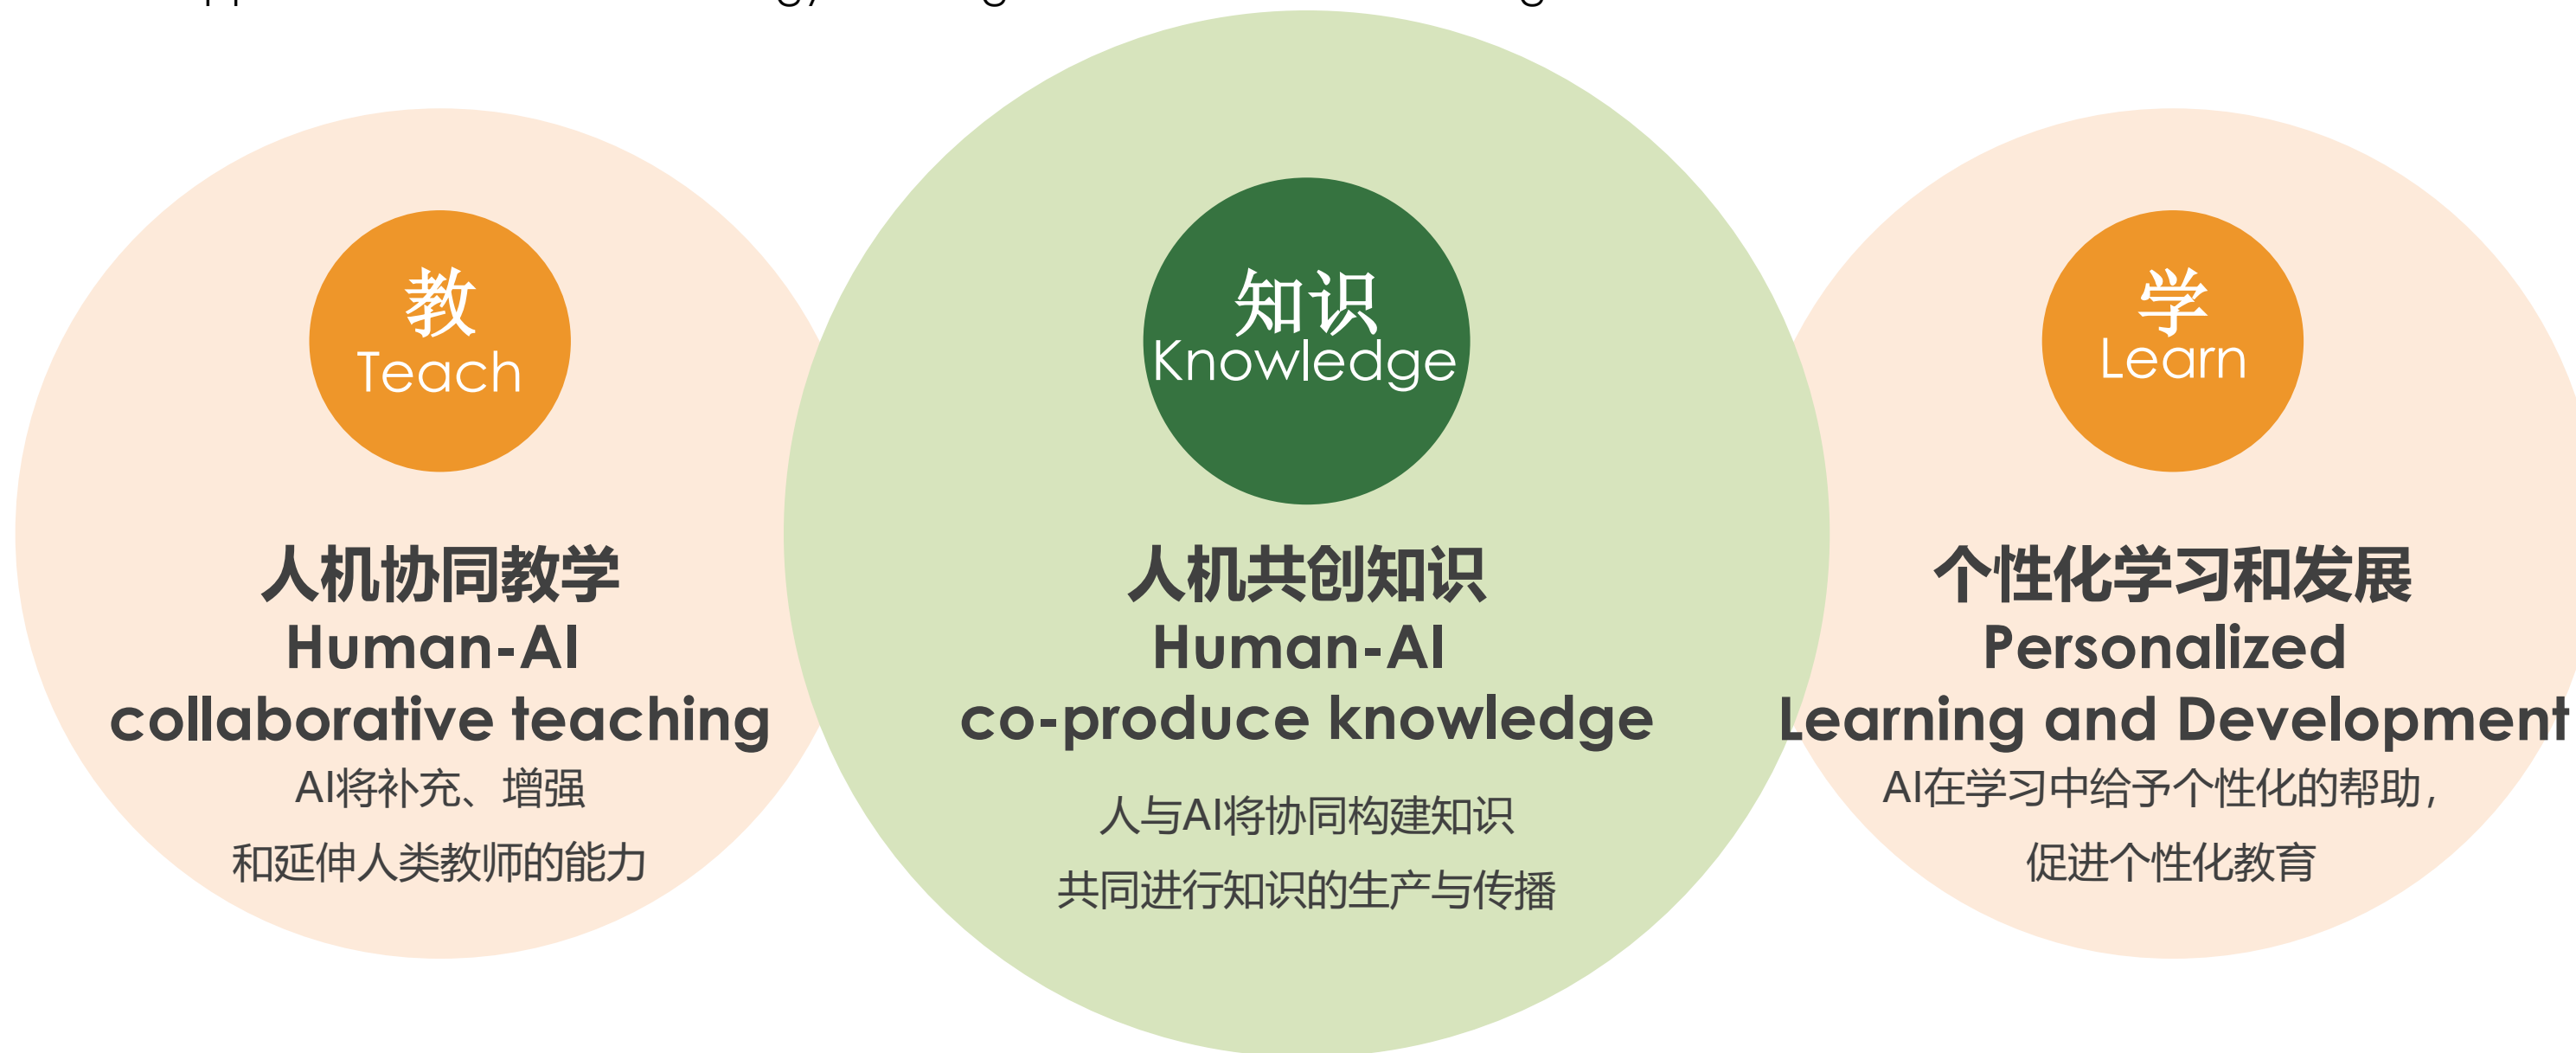 教
Teach
人机协同教学
Human-AI
collaborative teaching
AI将补充、增强
和延伸人类教师的能力
知识
Knowledge
人机共创知识
Human-AI
co-produce knowledge
人与AI将协同构建知识
共同进行知识的生产与传播
学
Learn
个性化学习和发展
Personalized
Learning and Development
AI在学习中给予个性化的帮助，
促进个性化教育